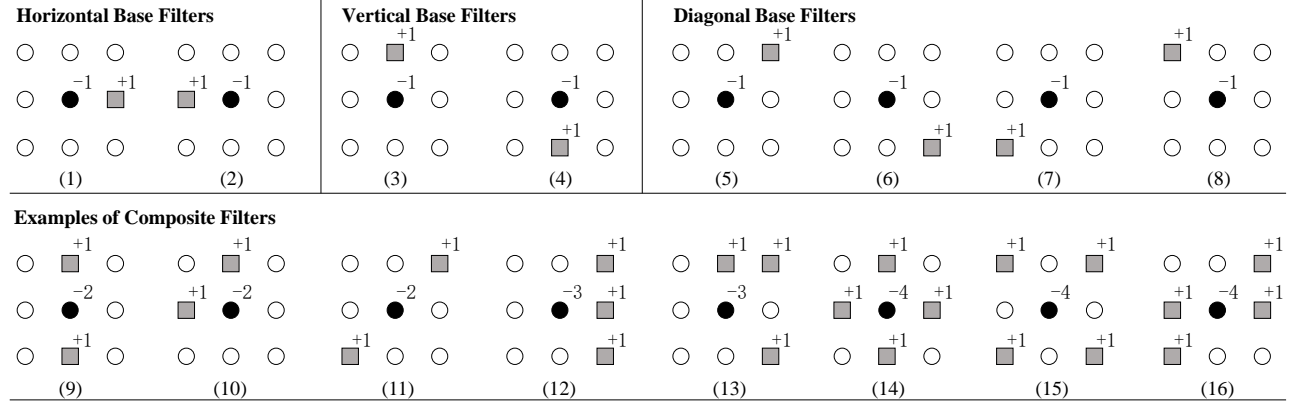 Horizontal Base Filters Vertical Base Filters Diagonal Base Filters
+1 +1 +1
−1 +1 +1 −1 −1 −1 −1 −1 −1 −1
+1 +1 +1
(1) (2) (3) (4) (5) (6) (7) (8)
Examples of Composite Filters
+1 +1 +1 +1 +1 +1 +1 +1 +1 +1
−2 +1 −2 −2 −3 +1 −3 +1 −4 +1 −4 +1 −4 +1
+1 +1 +1 +1 +1 +1 +1 +1
(9) (10) (11) (12) (13) (14) (15) (16)